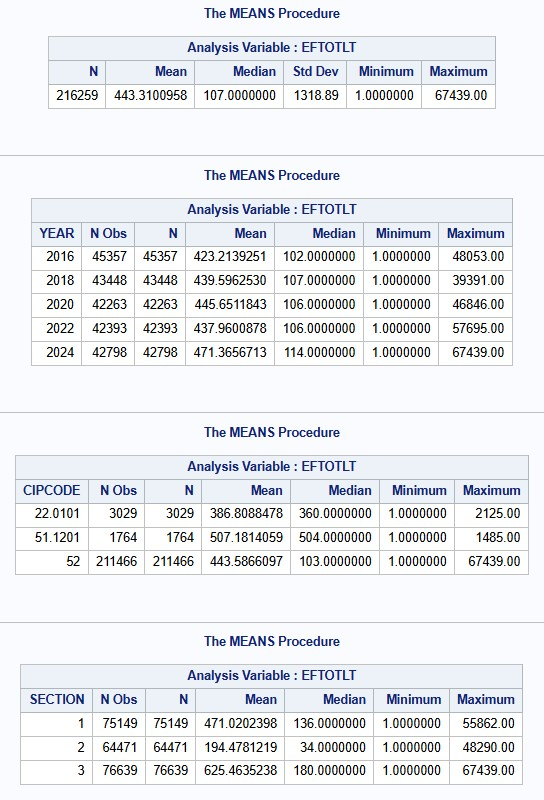 The MEANS Procedure
Analysis Variable : EFTOTLT
N Mean Median Std Dev Minimum Maximum
216259 443.3100958 107.0000000 1318.89 1.0000000 67439.00
The MEANS Procedure
Analysis Variable : EFTOTLT
YEAR N Obs N Mean Median Minimum Maximum
2016 45357 45357 423.2139251 102.0000000 1.0000000 48053.00
2018 43448 43448 439.5962530 107.0000000 1.0000000 39391.00
2020 42263 42263 445.6511843 106.0000000 1.0000000 46846.00
2022 42393 42393 437.9600878 106.0000000 1.0000000 57695.00
2024 42798 42798 471.3656713 114.0000000 1.0000000 67439.00
The MEANS Procedure
Analysis Variable : EFTOTLT
CIPCODE N Obs N Mean Median Minimum Maximum
22.0101 3029 3029 386.8088478 360.0000000 1.0000000 2125.00
51.1201 1764 1764 507.1814059 504.0000000 1.0000000 1485.00
52 211466 211466 443.5866097 103.0000000 1.0000000 67439.00
The MEANS Procedure
Analysis Variable : EFTOTLT
SECTION N Obs N Mean Median Minimum Maximum
1 75149 75149 471.0202398 136.0000000 1.0000000 55862.00
2 64471 64471 194.4781219 34.0000000 1.0000000 48290.00
3 76639 76639 625.4635238 180.0000000 1.0000000 67439.00